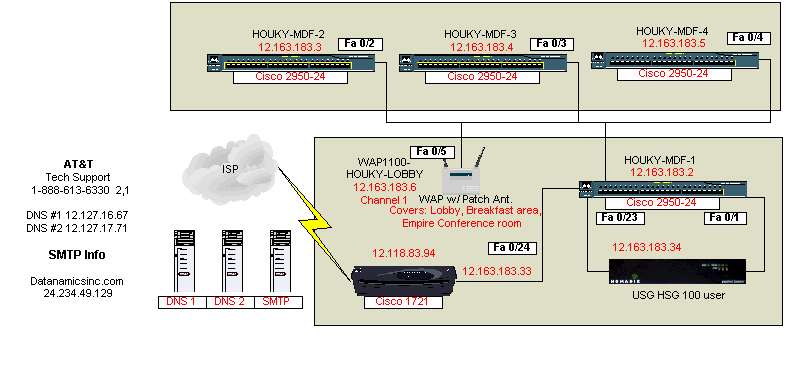 HOUKY-MDF-2
12.163.183.3
Fa 0/2
Cisco 2950-24
HOUKY-MDF-3
12.163.183.4
Fa 0/3
Cisco 2950-24
HOUKY-MDF-4
12.163.183.5
Fa 0/4
Cisco 2950-24
AT&T
Tech Support
1-888-613-6330 2,1
DNS #1 12.127.16.67
DNS #2 12.127.17.71
SMTP Info
Datanamicsinc.com
24.234.49.129
ISP
DNS 1
DNS 2
SMTP
WAP1100-
HOUKY-LOBBY
12.163.183.6
Channel 1
Fa 0/5
WAP w/ Patch Ant.
Covers: Lobby, Breakfast area,
Empire Conference room
HOUKY-MDF-1
12.163.183.2
Cisco 2950-24
Fa 0/23
Fa 0/1
Fa 0/24
12.118.83.94
12.163.183.33
Cisco 1721
12.163.183.34
NOMADIX
USG HSG 100 user